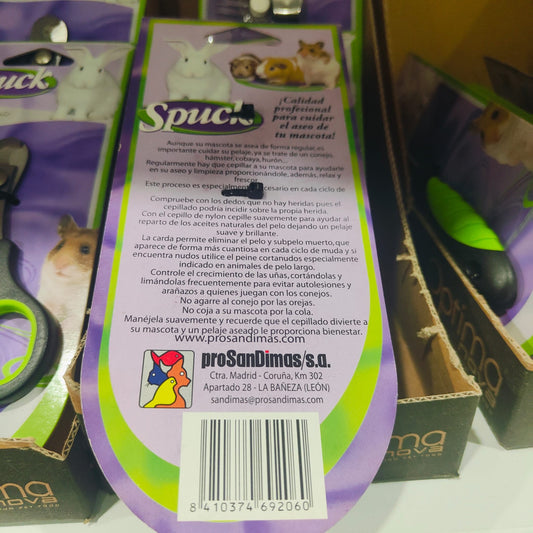 Spuck
Spuck
¡Calidad
profesional
para cuidar
el aseo de
tu mascota!
Aunque su mascota se asea de forma regular, es
importante cuidar su pelaje, ya se trate de un conejo,
hámster, cobaya, hurón,..
Regularmente hay que cepillar a su mascota para ayudarle
en su aseo y limpieza proporcionándole, además, relax y
frescor.
Este proceso es especialmente necesario en cada ciclo de
Compruebe con los dedos que no hay heridas pues el
cepillado podría incidir sobre la propia herida.
Con el cepillo de nylon cepille suavemente para ayudar al
reparto de los aceites naturales del pelo dejando un pelaje
suave y brillante.
La carda permite eliminar el pelo y subpelo muerto, que
aparece de forma más cuantiosa en cada ciclo de muda y si
encuentra nudos utilice el peine cortanudos especialmente
indicado en animales de pelo largo.
Controle el crecimiento de las uñas, cortándolas y
limándolas frecuentemente para evitar autolesiones y
arañazos a quienes juegan con los conejos.
No agarre al conejo por las orejas.
No coja a su mascota por la cola.
Manéjela suavemente y recuerde que el cepillado divierte a
su mascota y un pelaje aseado le proporciona bienestar.
www.prosandimas.com
proSanDimas/s.a.
Ctra. Madrid - Coruña, Km 302
Apartado 28 - LA BAÑEZA (LEÓN)
sandimas@prosandimas.com
8 410374 692060
optima
nova